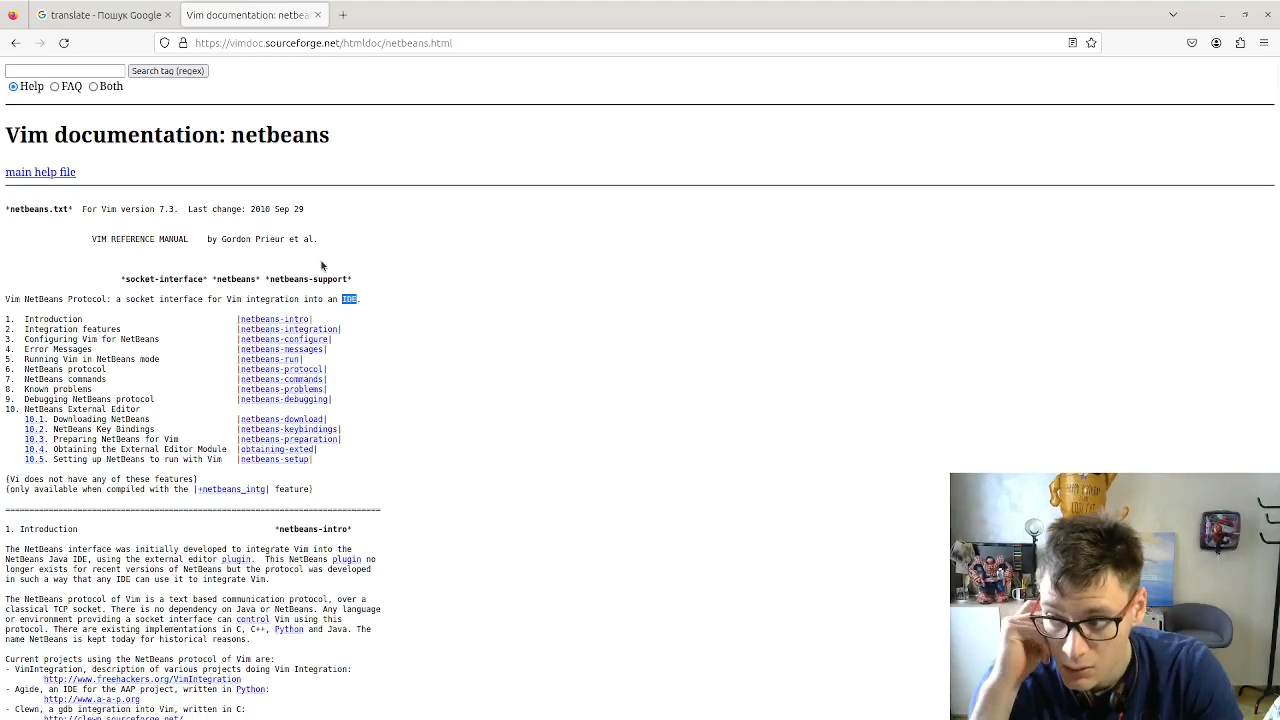 translate - Пошук Google
Vim documentation: netbea
https://vimdoc.sourceforge.net/htmldoc/netbeans.html
Search tag (regex)
Help FAQ Both
Vim documentation: netbeans
main help file
*netbeans.txt* For Vim version 7.3. Last change: 2010 Sep 29
VIM REFERENCE MANUAL by Gordon Prieur et al.
*socket-interface* *netbeans* *netbeans-support*
Vim NetBeans Protocol: a socket interface for Vim integration into an IDE.
1. Introduction |netbeans-intro|
2. Integration features |netbeans-integration|
3. Configuring Vim for NetBeans |netbeans-configure|
4. Error Messages |netbeans-messages|
5. Running Vim in NetBeans mode |netbeans-run|
6. NetBeans protocol |netbeans-protocol|
7. NetBeans commands |netbeans-commands|
8. Known problems |netbeans-problems|
9. Debugging NetBeans protocol |netbeans-debugging|
10. NetBeans External Editor
10.1. Downloading NetBeans |netbeans-download|
10.2. NetBeans Key Bindings |netbeans-keybindings|
10.3. Preparing NetBeans for Vim |netbeans-preparation|
10.4. Obtaining the External Editor Module |obtaining-exted|
10.5. Setting up NetBeans to run with Vim |netbeans-setup|
{Vi does not have any of these features}
{only available when compiled with the |+netbeans_intg| feature}
==============================================================================
1. Introduction *netbeans-intro*
The NetBeans interface was initially developed to integrate Vim into the
NetBeans Java IDE, using the external editor plugin. This NetBeans plugin no
longer exists for recent versions of NetBeans but the protocol was developed
in such a way that any IDE can use it to integrate Vim.
The NetBeans protocol of Vim is a text based communication protocol, over a
classical TCP socket. There is no dependency on Java or NetBeans. Any language
or environment providing a socket interface can control Vim using this
protocol. There are existing implementations in C, C++, Python and Java. The
name NetBeans is kept today for historical reasons.
Current projects using the NetBeans protocol of Vim are:
- VimIntegration, description of various projects doing Vim Integration:
http://www.freehackers.org/VimIntegration
- Agide, an IDE for the AAP project, written in Python:
http://www.a-a-p.org
- Clewn, a gdb integration into Vim, written in C:
http://clewn.sourceforge.net/